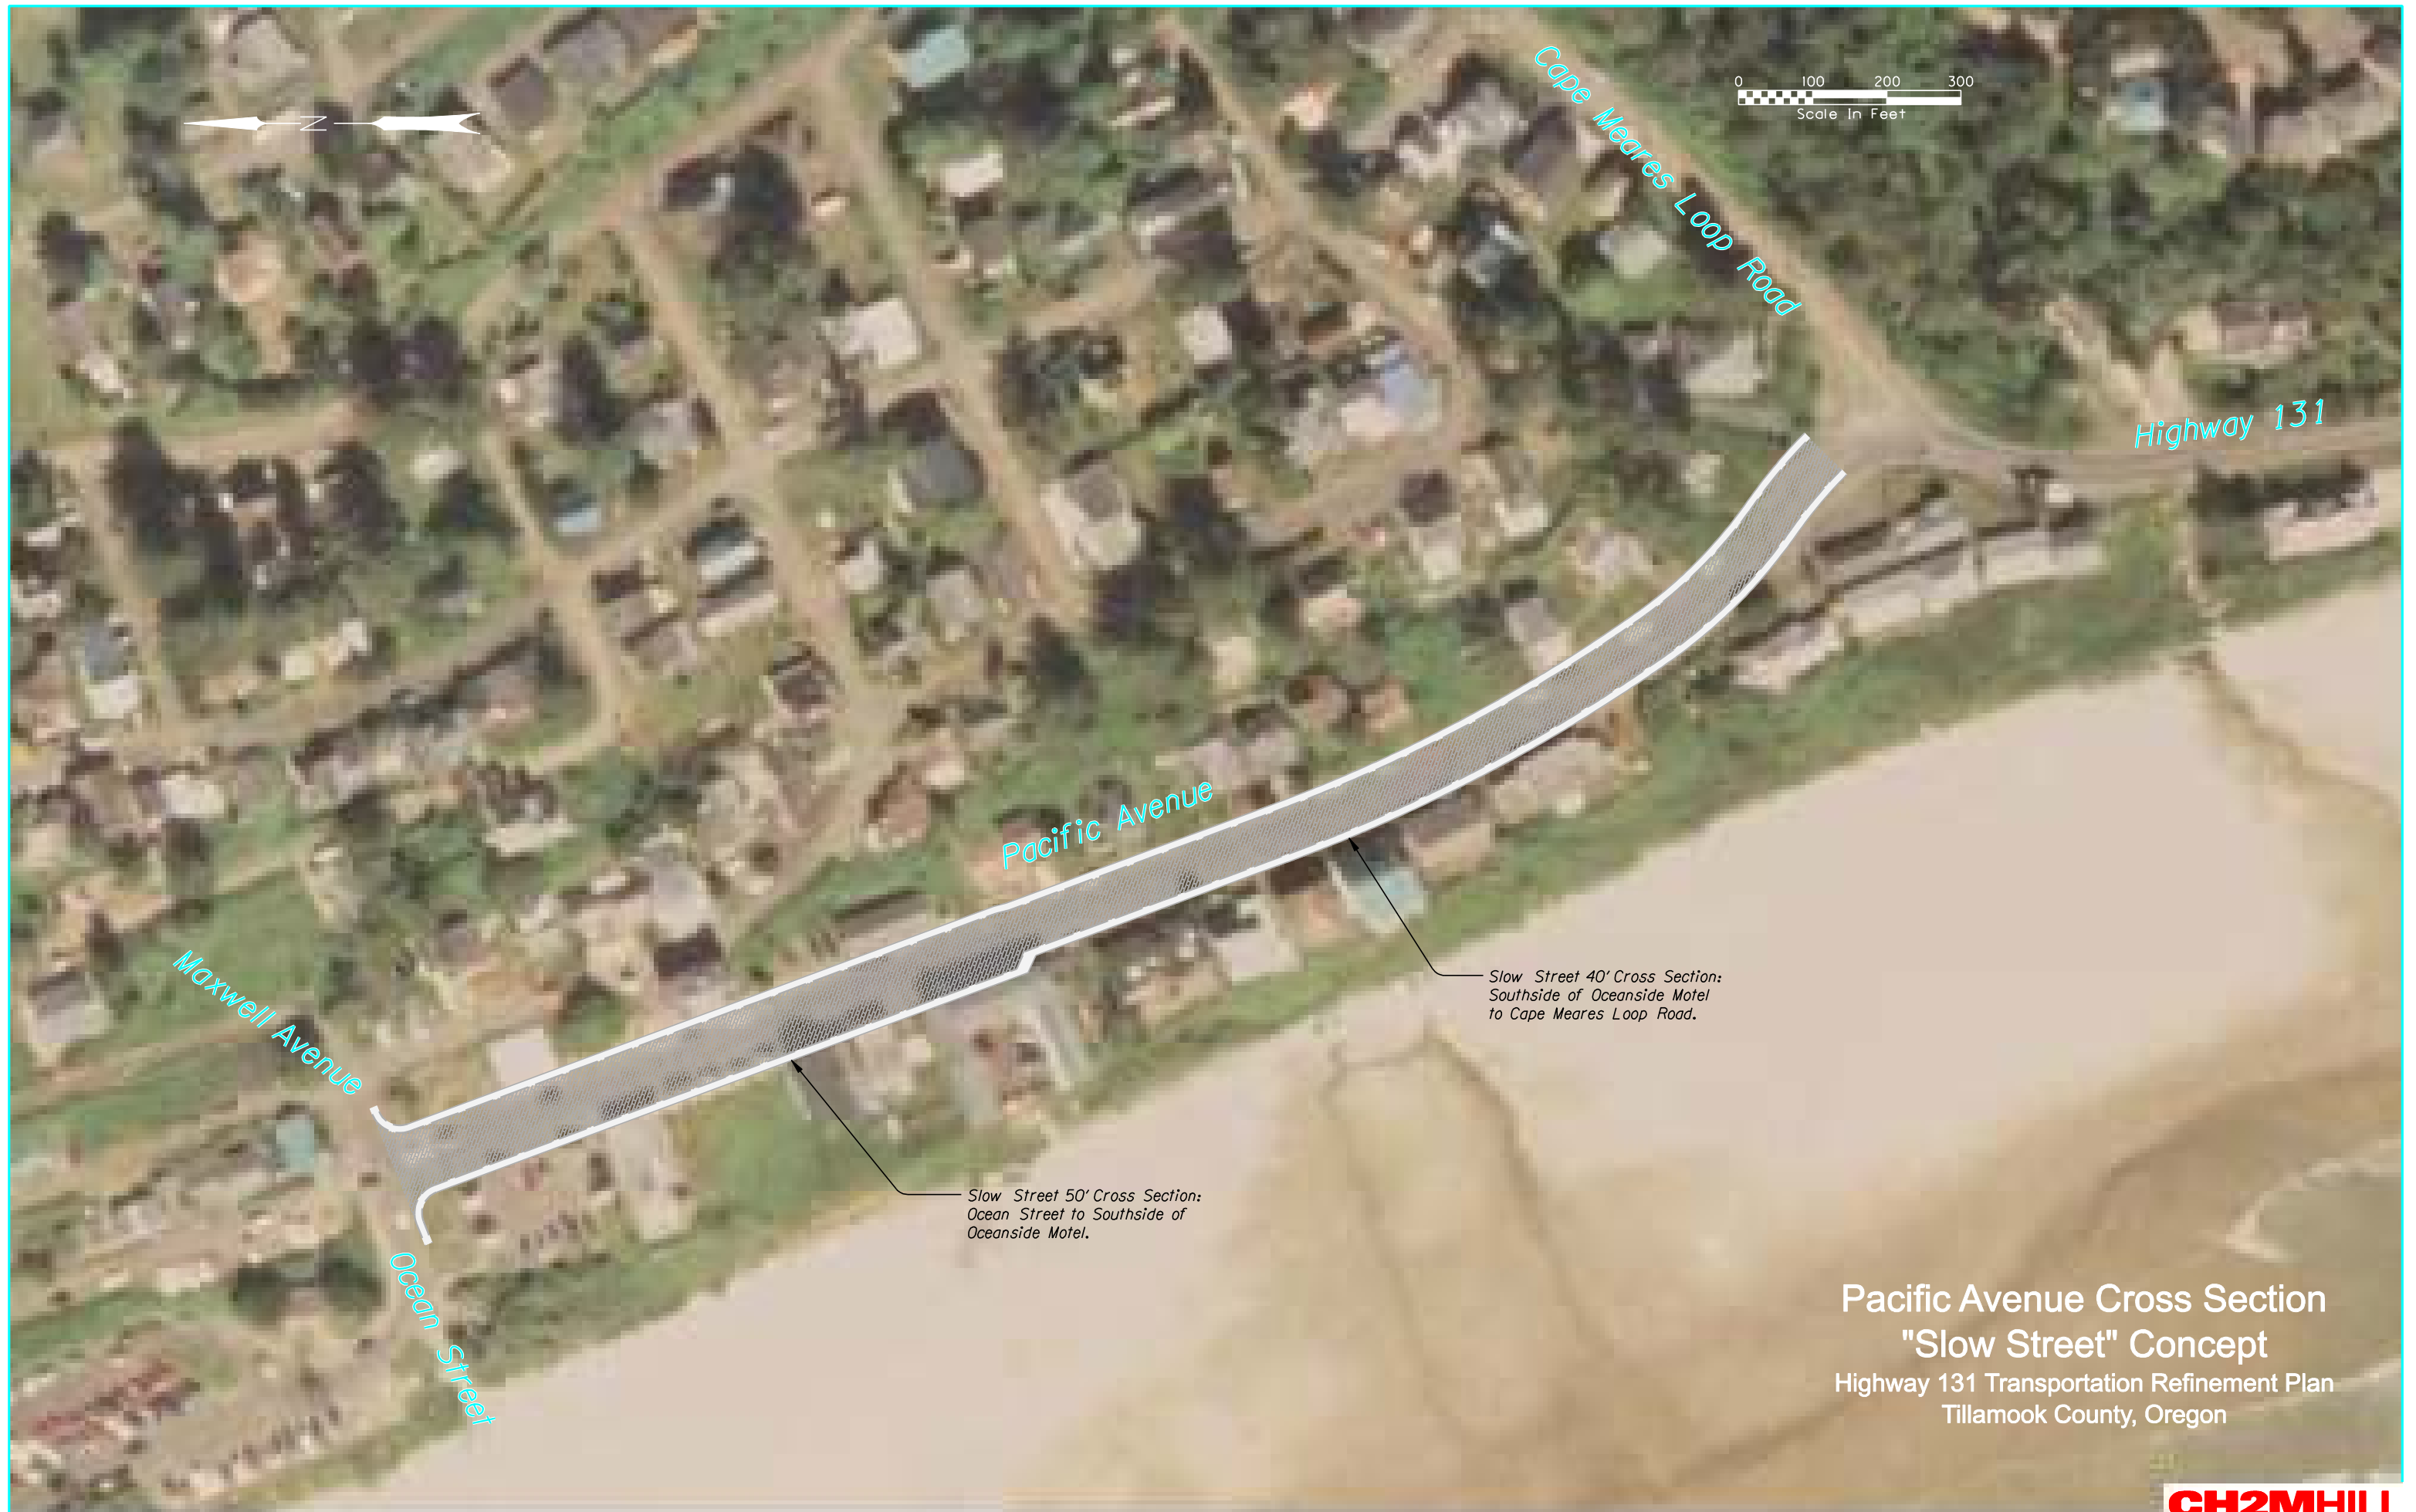 Cape Meares Loop Road
0 100 200 300
Scale In Feet
N
Highway 131
Pacific Avenue
Maxwell Avenue
Slow Street 40' Cross Section:
Southside of Oceanside Motel
to Cape Meares Loop Road.
Slow Street 50' Cross Section:
Ocean Street to Southside of
Oceanside Motel.
Ocean Street
Pacific Avenue Cross Section
"Slow Street" Concept
Highway 131 Transportation Refinement Plan
Tillamook County, Oregon
CH2MHILL